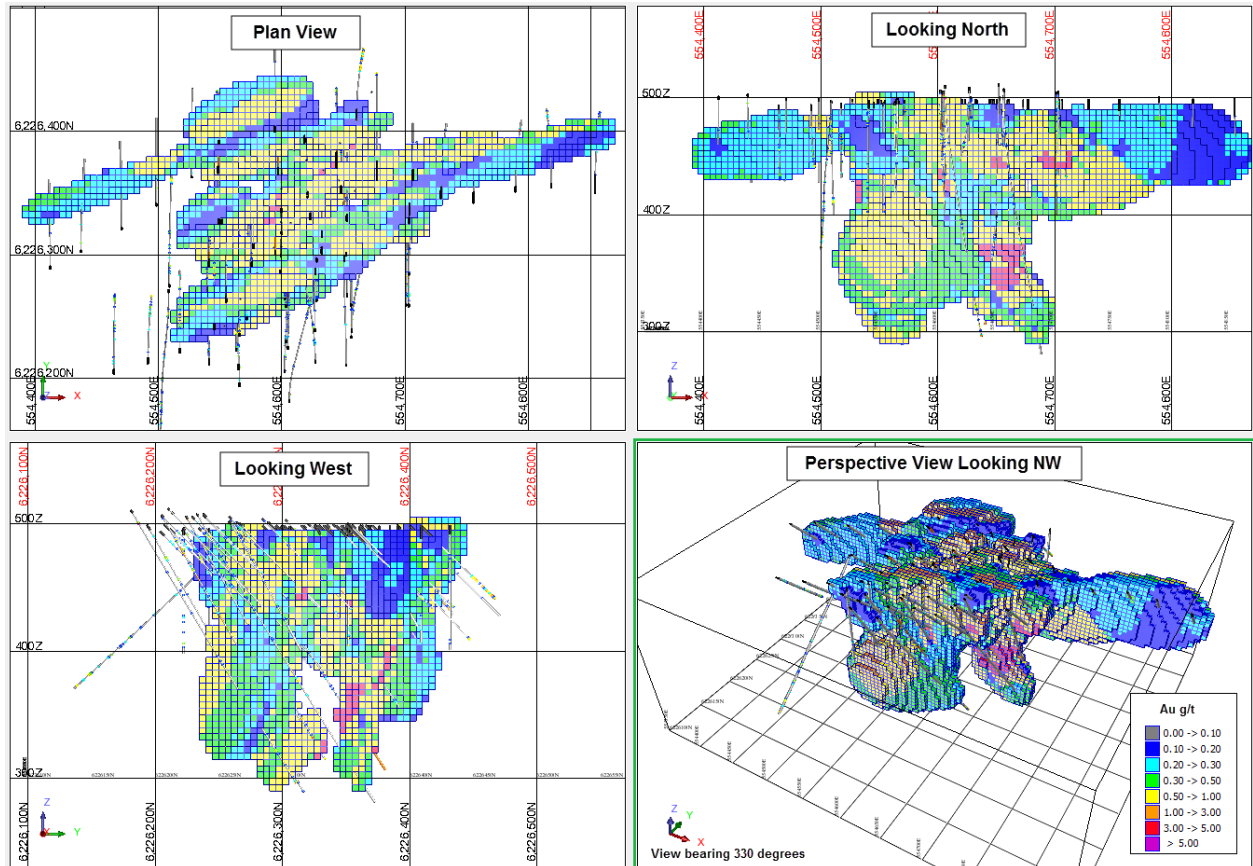 Plan View
6,226,400N
6,226,300N
6,226,200N
554,400E
554,500E
554,600E
554,700E
554,600E
Y
Z
X
Looking North
554,400E
554,500E
554,600E
554,700E
554,600E
500Z
400Z
300Z
Z
Y
X
554,400E
554,500E
554,600E
554,700E
554,600E
Looking West
6,226,100N
6,226,200N
6,226,300N
6,226,400N
6,226,500N
500Z
400Z
300Z
Z
X
Y
6,226,100N
6,226,200N
6,226,300N
6,226,400N
6,226,500N
Perspective View Looking NW
Au g/t
0.00 -> 0.10
0.10 -> 0.20
0.20 -> 0.30
0.30 -> 0.50
0.50 -> 1.00
1.00 -> 3.00
3.00 -> 5.00
> 5.00
Z
Y
X
View bearing 330 degrees